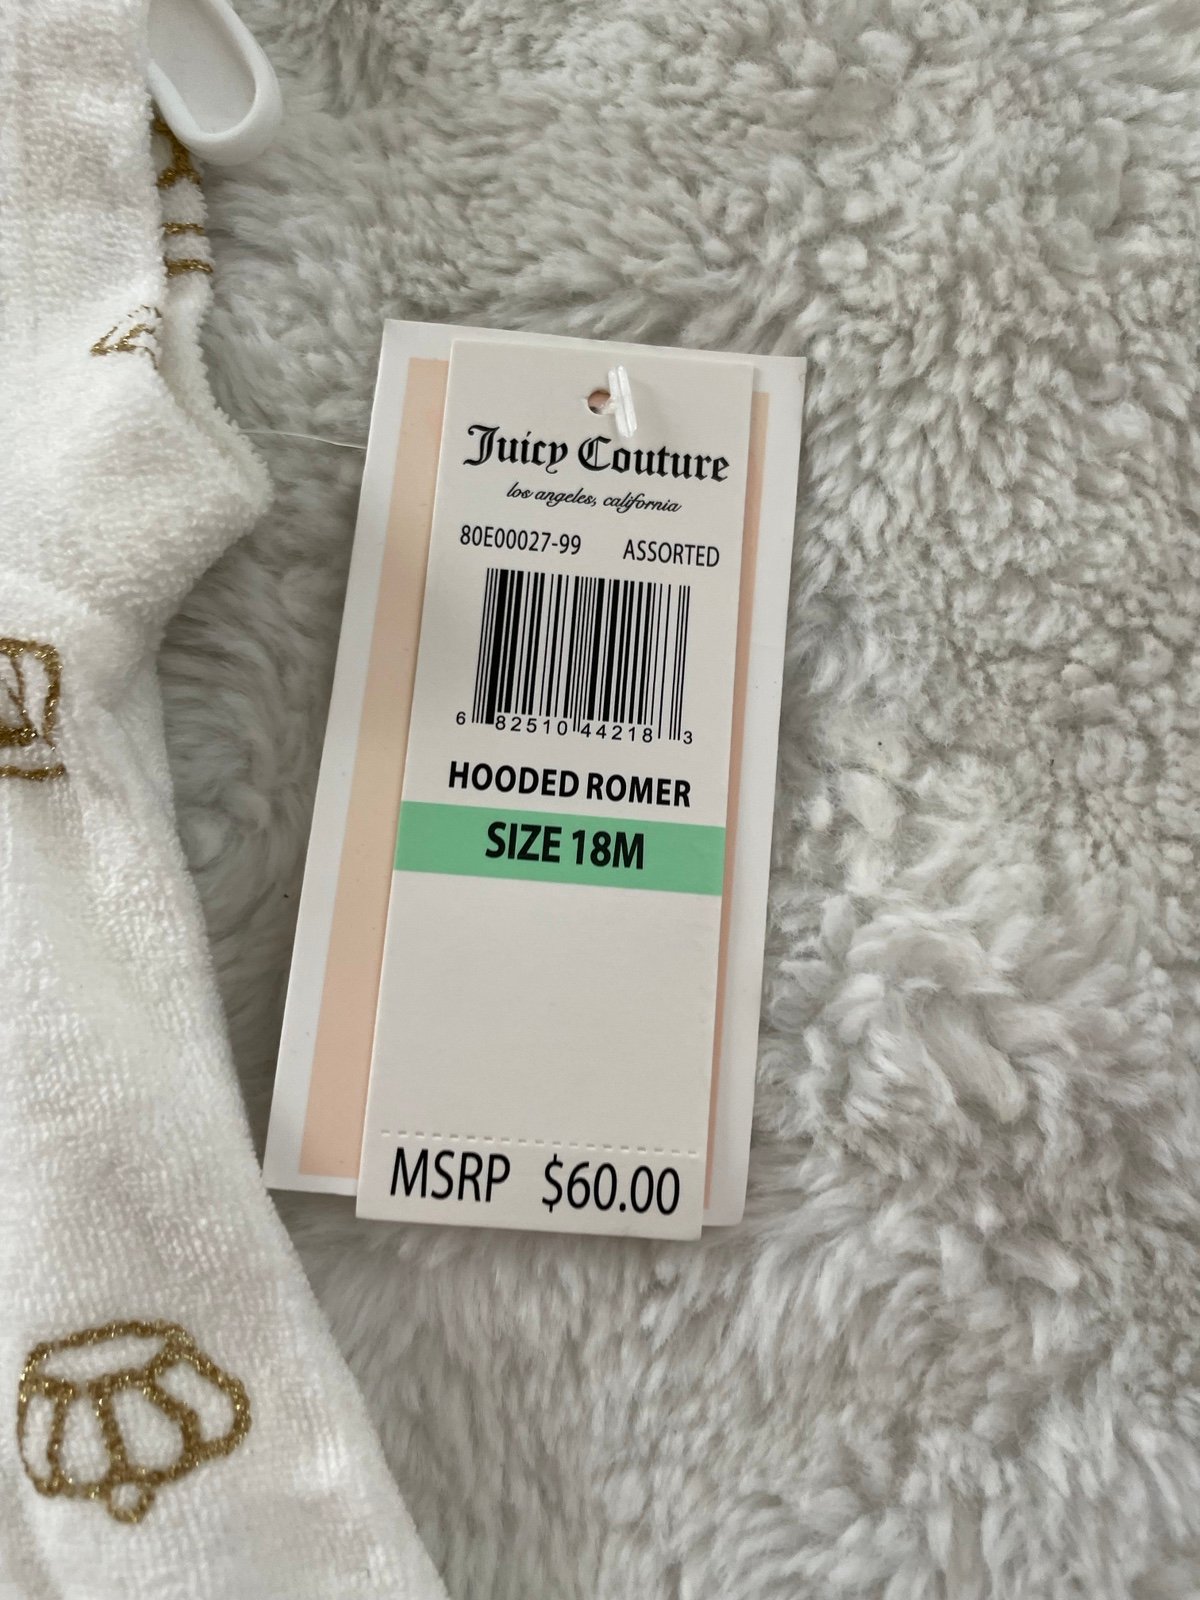 Juicy Couture
los angeles, california
80E00027-99 ASSORTED
6 82510 44218 3
HOODED ROMER
SIZE 18M
MSRP $60.00